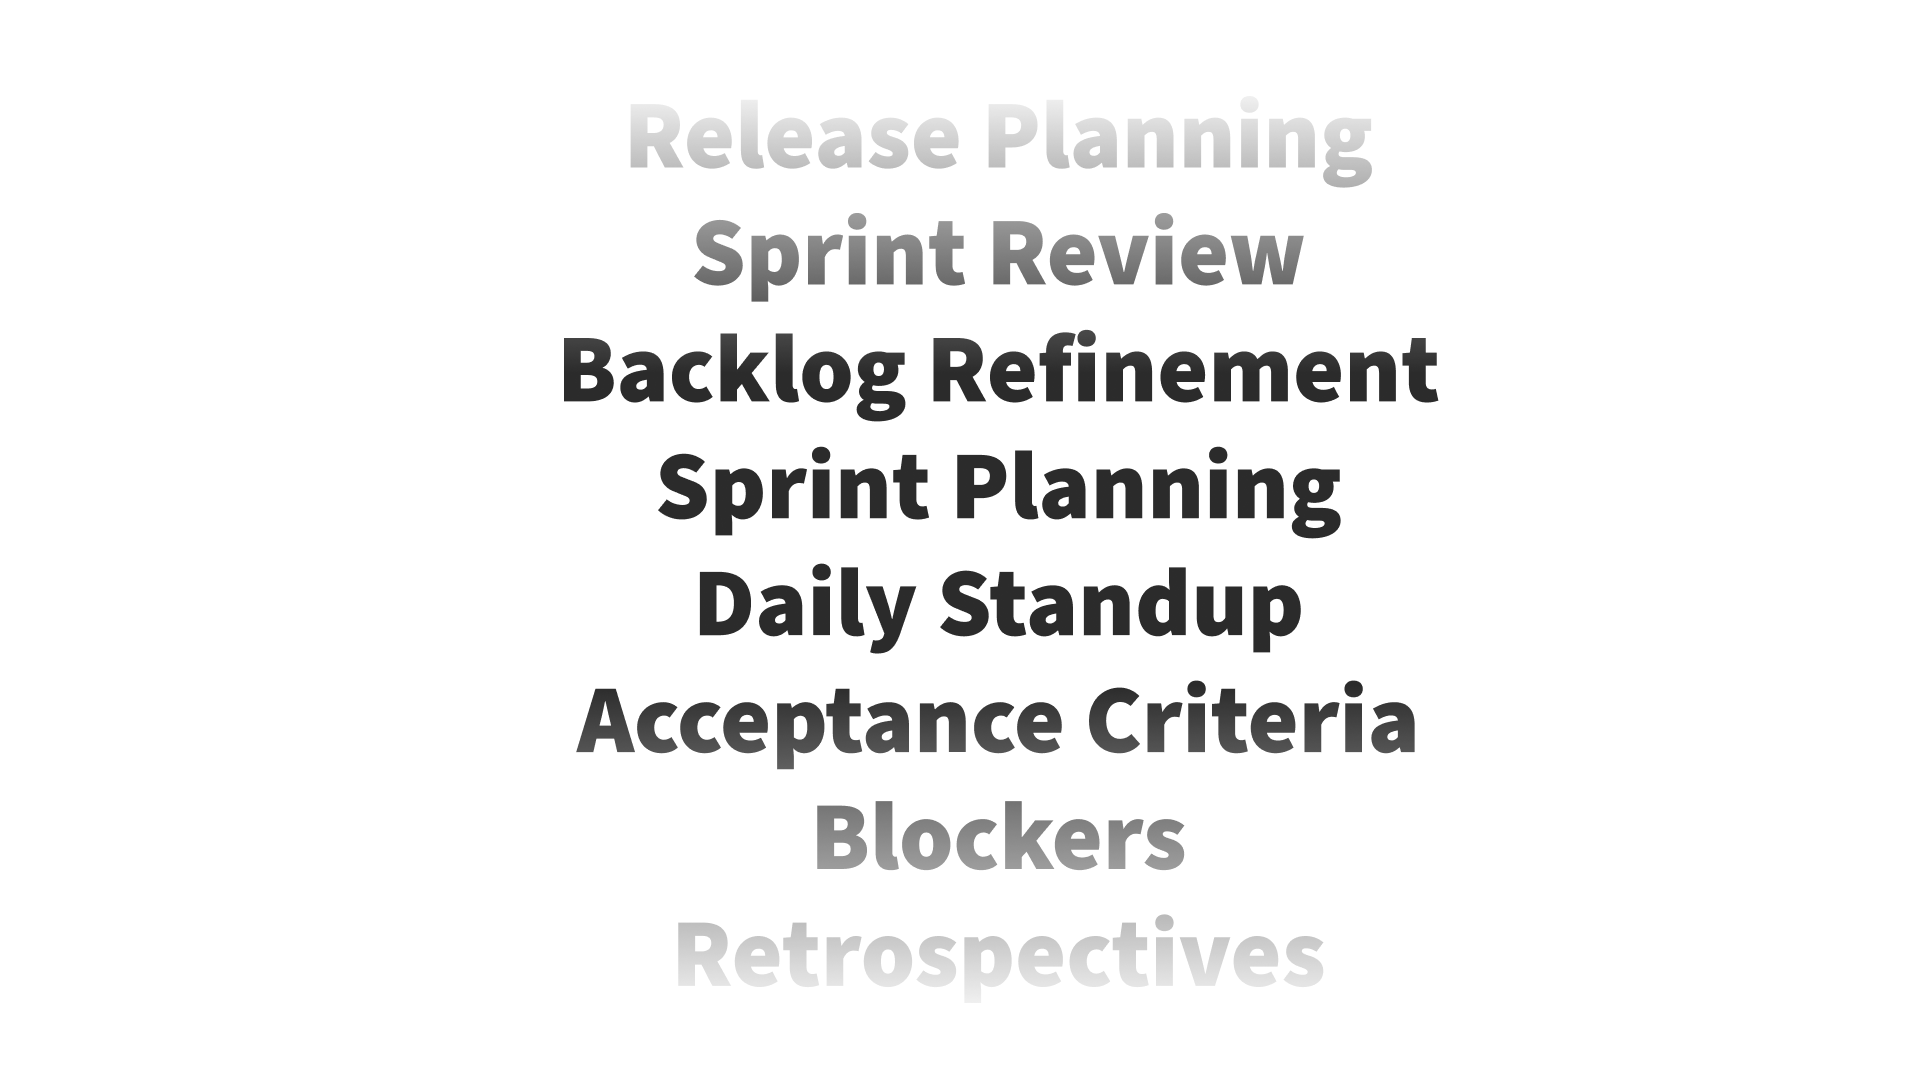 Release Planning
Sprint Review
Backlog Refinement
Sprint Planning
Daily Standup
Acceptance Criteria
Blockers
Retrospectives